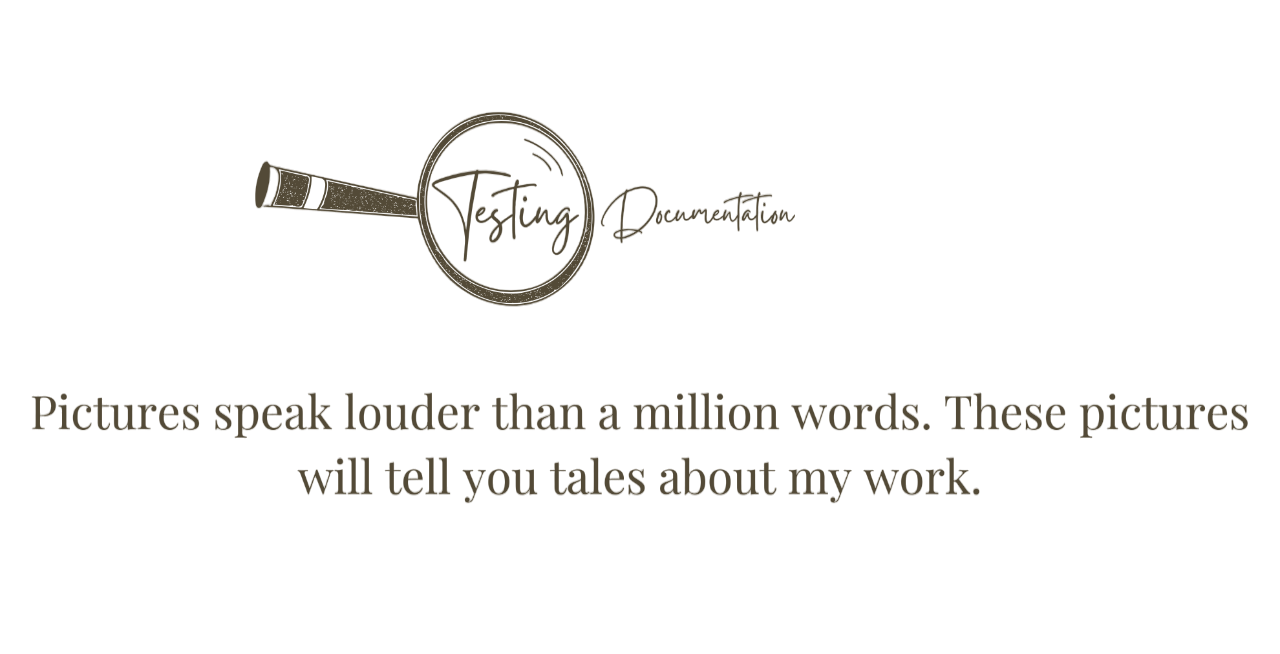 Testing Documentation
Pictures speak louder than a million words. These pictures
will tell you tales about my work.